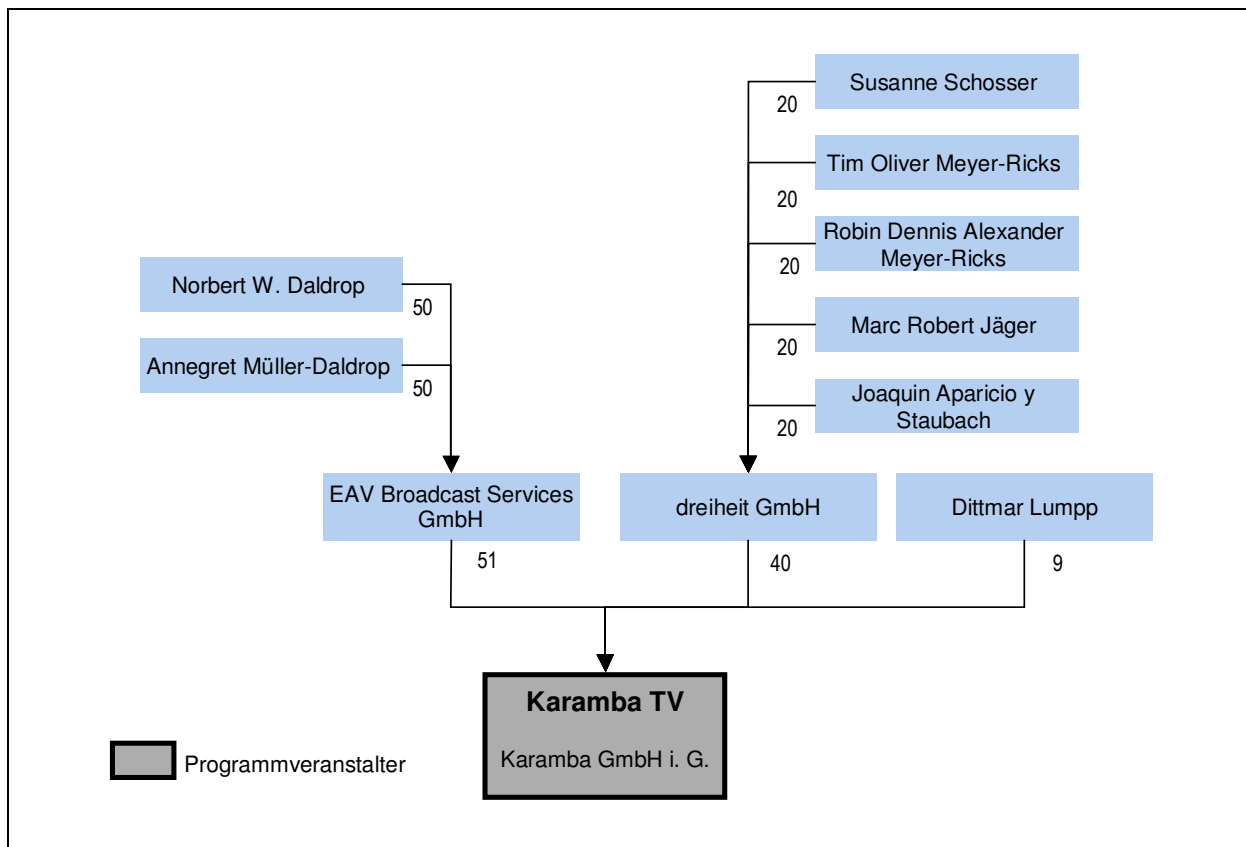 Susanne Schosser
20
Tim Oliver Meyer-Ricks
20
Robin Dennis Alexander
Meyer-Ricks
20
Norbert W. Daldrop
50
Marc Robert Jäger
20
Annegret Müller-Daldrop
50
Joaquin Aparicio y
Staubach
20
EAV Broadcast Services
GmbH
dreiheit GmbH
Dittmar Lumpp
51
40
9
Karamba TV
Karamba GmbH i. G.
Programmveranstalter